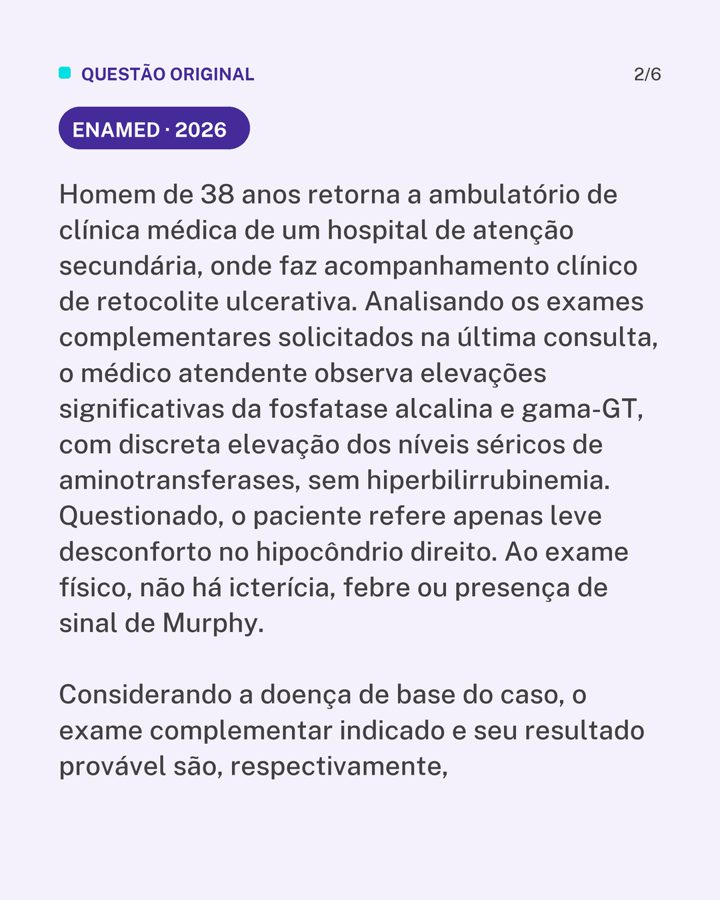 QUESTÃO ORIGINAL
2/6
ENAMED · 2026
Homem de 38 anos retorna a ambulatório de
clínica médica de um hospital de atenção
secundária, onde faz acompanhamento clínico
de retocolite ulcerativa. Analisando os exames
complementares solicitados na última consulta,
o médico atendente observa elevações
significativas da fosfatase alcalina e gama-GT,
com discreta elevação dos níveis séricos de
aminotransferases, sem hiperbilirrubinemia.
Questionado, o paciente refere apenas leve
desconforto no hipocôndrio direito. Ao exame
físico, não há icterícia, febre ou presença de
sinal de Murphy.
Considerando a doença de base do caso, o
exame complementar indicado e seu resultado
provável são, respectivamente,